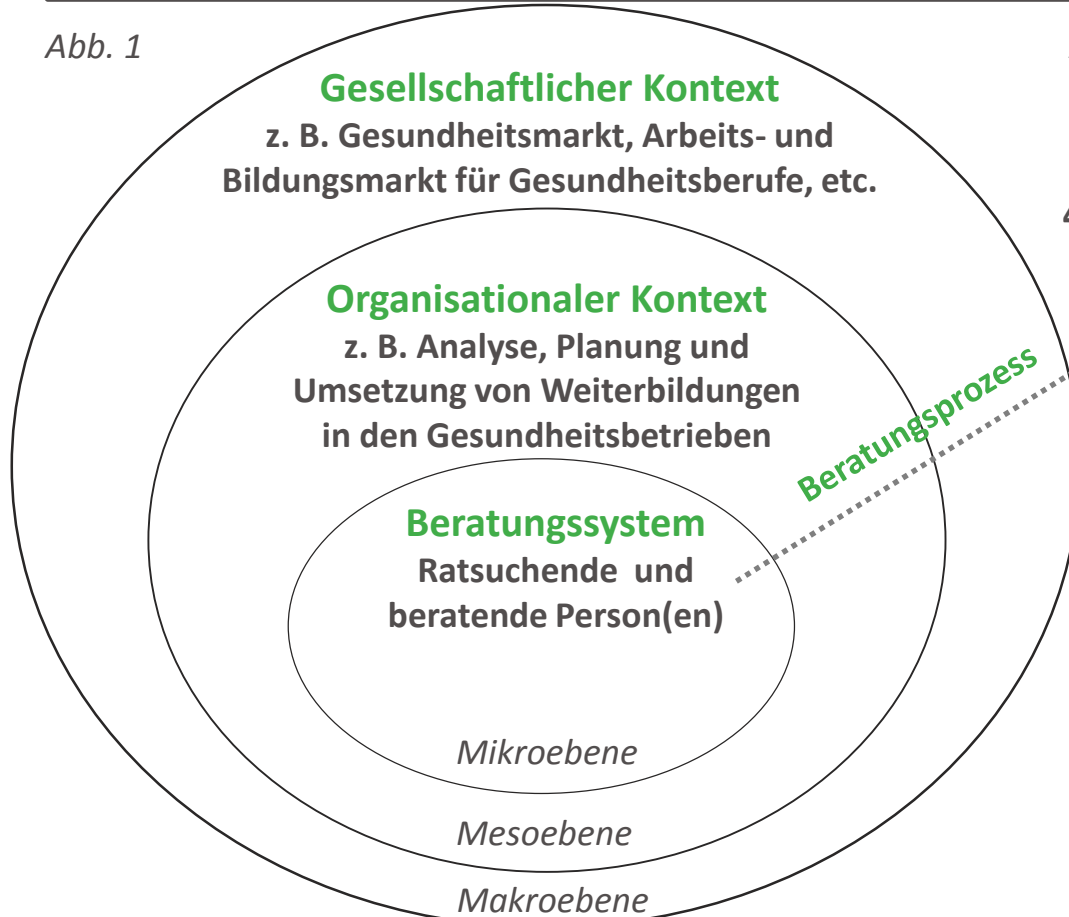 Abb. 1
Gesellschaftlicher Kontext
z. B. Gesundheitsmarkt, Arbeits- und
Bildungsmarkt für Gesundheitsberufe, etc.
Organisationaler Kontext
z. B. Analyse, Planung und
Umsetzung von Weiterbildungen
in den Gesundheitsbetrieben
Beratungsprozess
Beratungssystem
Ratsuchende und
beratende Person(en)
Mikroebene
Mesoebene
Makroebene